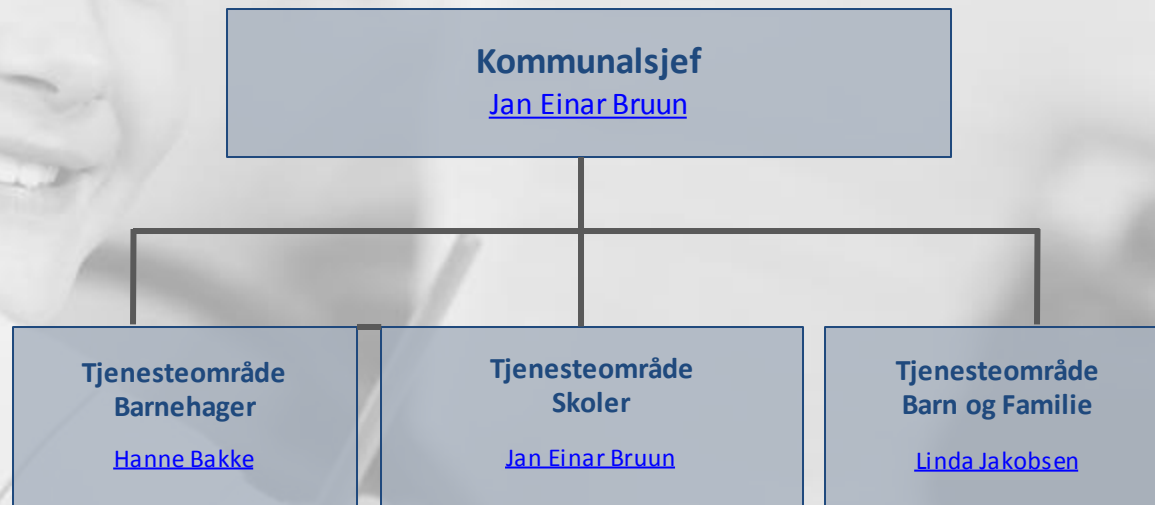 Kommunalsjef
Jan Einar Bruun
Tjenesteområde
Barnehager
Hanne Bakke
Tjenesteområde
Skoler
Jan Einar Bruun
Tjenesteområde
Barn og Familie
Linda Jakobsen